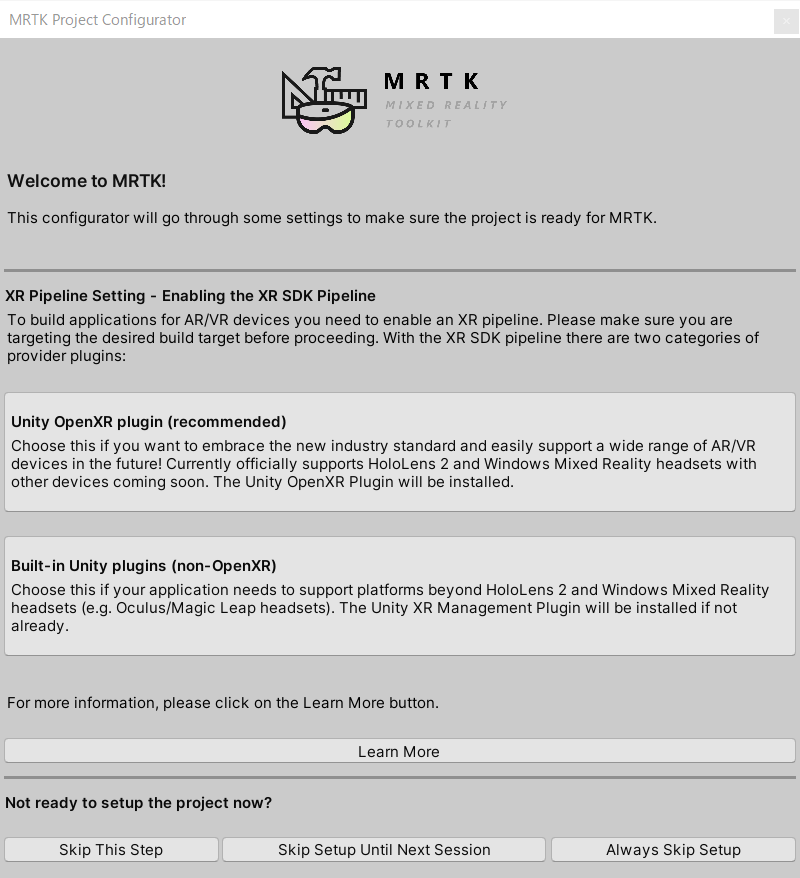 MRTK Project Configurator
MRTK
MIXED REALITY
TOOLKIT
Welcome to MRTK!
This configurator will go through some settings to make sure the project is ready for MRTK.
XR Pipeline Setting - Enabling the XR SDK Pipeline
To build applications for AR/VR devices you need to enable an XR pipeline. Please make sure you are
targeting the desired build target before proceeding. With the XR SDK pipeline there are two categories of
provider plugins:
Unity OpenXR plugin (recommended)
Choose this if you want to embrace the new industry standard and easily support a wide range of AR/VR
devices in the future! Currently officially supports HoloLens 2 and Windows Mixed Reality headsets with
other devices coming soon. The Unity OpenXR Plugin will be installed.
Built-in Unity plugins (non-OpenXR)
Choose this if your application needs to support platforms beyond HoloLens 2 and Windows Mixed Reality
headsets (e.g. Oculus/Magic Leap headsets). The Unity XR Management Plugin will be installed if not
already.
For more information, please click on the Learn More button.
Learn More
Not ready to setup the project now?
Skip This Step
Skip Setup Until Next Session
Always Skip Setup